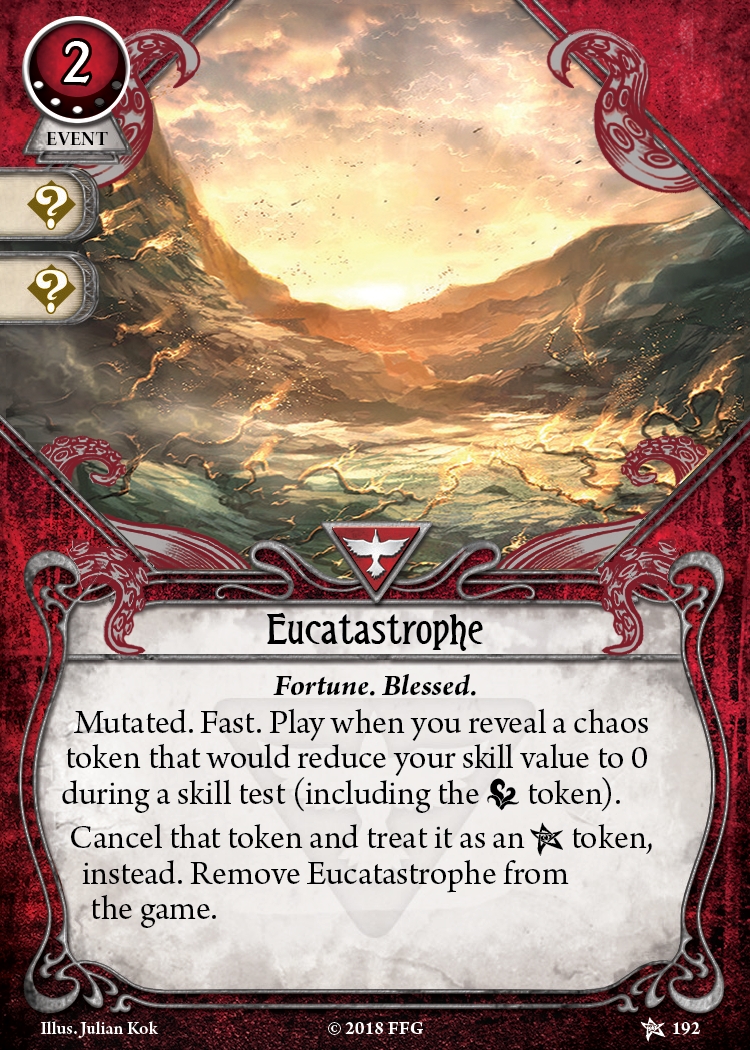 2
EVENT
?
?
Eucatastrophe
Fortune. Blessed.
Mutated. Fast. Play when you reveal a chaos
token that would reduce your skill value to 0
during a skill test (including the token).
Cancel that token and treat it as an token,
instead. Remove Eucatastrophe from
the game.
Illus. Julian Kok
© 2018 FFG
192